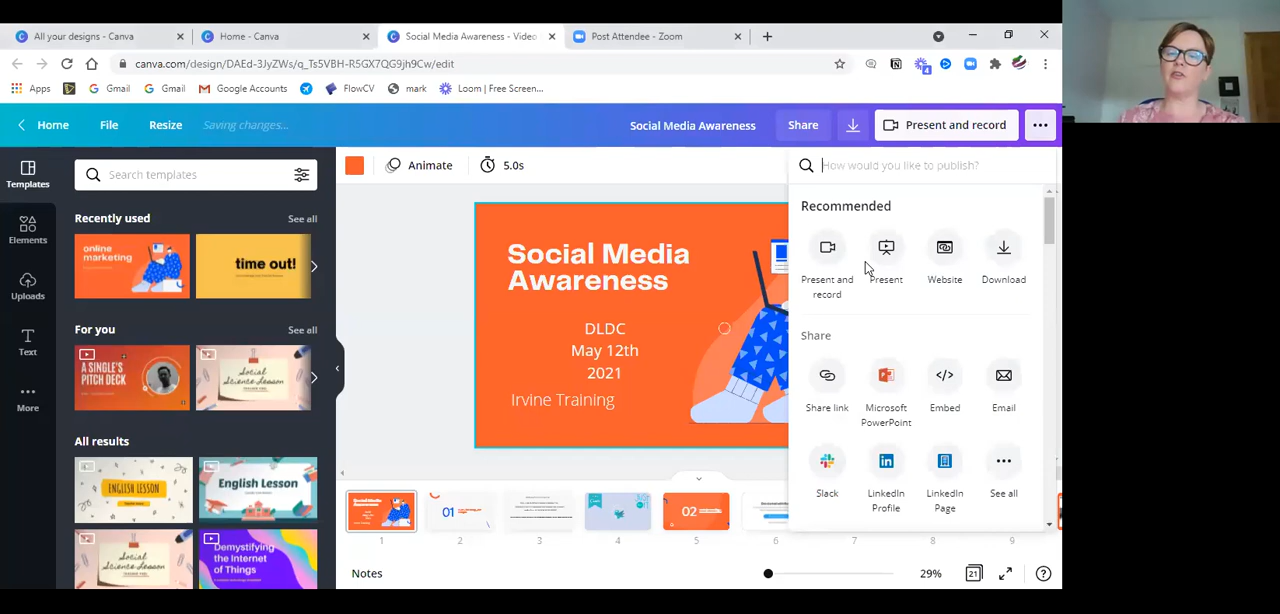 All your designs - Canva
Home - Canva
Social Media Awareness - Video
Post Attendee - Zoom
canva.com/design/DAEd-3JyZWs/q_Ts5VBH-R5GX7QG9jh9Cw/edit
4
Apps
Gmail
Gmail
Google Accounts
FlowCV
mark
Loom | Free Screen...
Home
File
Resize
Saving changes...
Social Media Awareness
Share
Present and record
Templates
Elements
Uploads
Text
More
Search templates
Recently used
See all
online
marketing
time out!
For you
See all
A SINGLE'S
PITCH DECK
Social
Science Lesson
All results
ENGLISH LESSON
English Lesson
Social
Science Lesson
Demystifying
the Internet
of Things
Animate
5.0s
Social Media
Awareness
DLDC
May 12th
2021
Irvine Training
How would you like to publish?
Recommended
Present and
record
Present
Website
Download
Share
Share link
Microsoft
PowerPoint
Embed
Email
Slack
LinkedIn
Profile
LinkedIn
Page
See all
Social Media
Awareness
01
02
1
2
3
4
5
6
7
8
9
Notes
29%
21